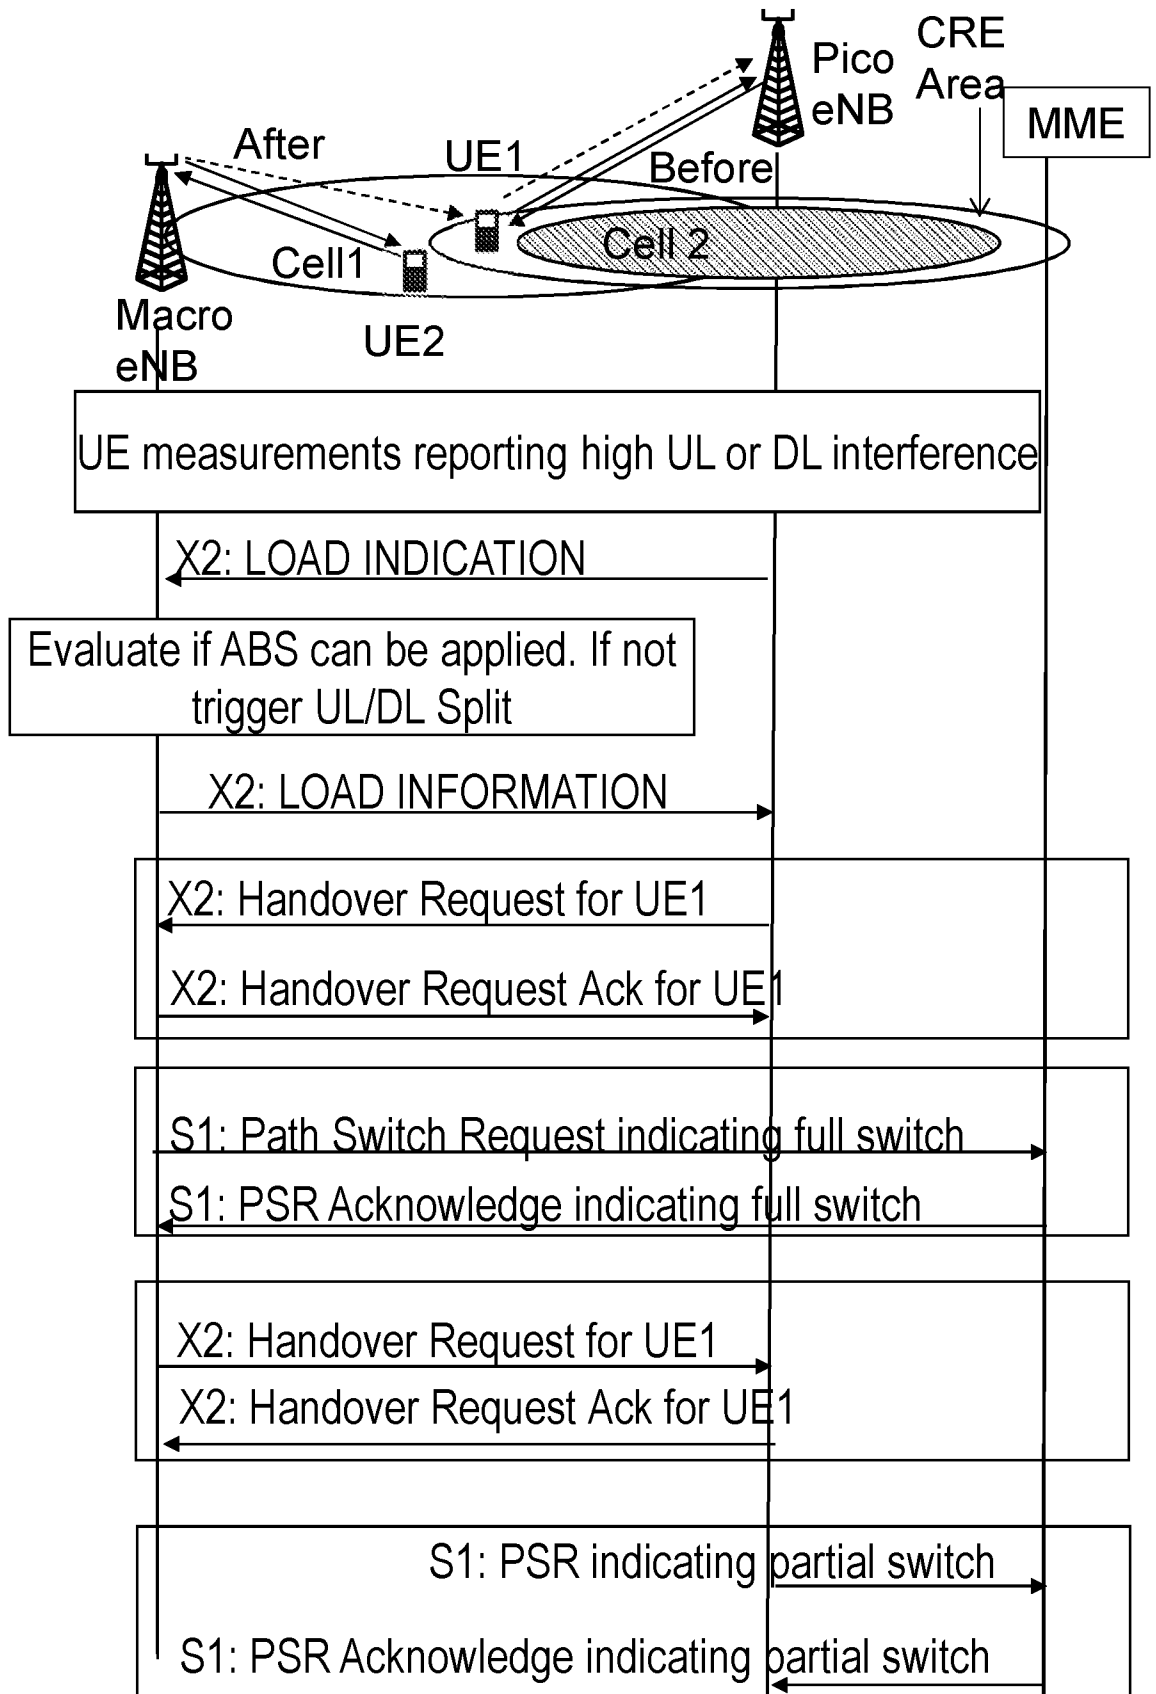 CRE
Area
Pico
eNB
MME
After
UE1
Before
Cell 2
Cell1
Macro
eNB
UE2
UE measurements reporting high UL or DL interference
X2: LOAD INDICATION
Evaluate if ABS can be applied. If not
trigger UL/DL Split
X2: LOAD INFORMATION
X2: Handover Request for UE1
X2: Handover Request Ack for UE1
S1: Path Switch Request indicating full switch
S1: PSR Acknowledge indicating full switch
X2: Handover Request for UE1
X2: Handover Request Ack for UE1
S1: PSR indicating partial switch
S1: PSR Acknowledge indicating partial switch